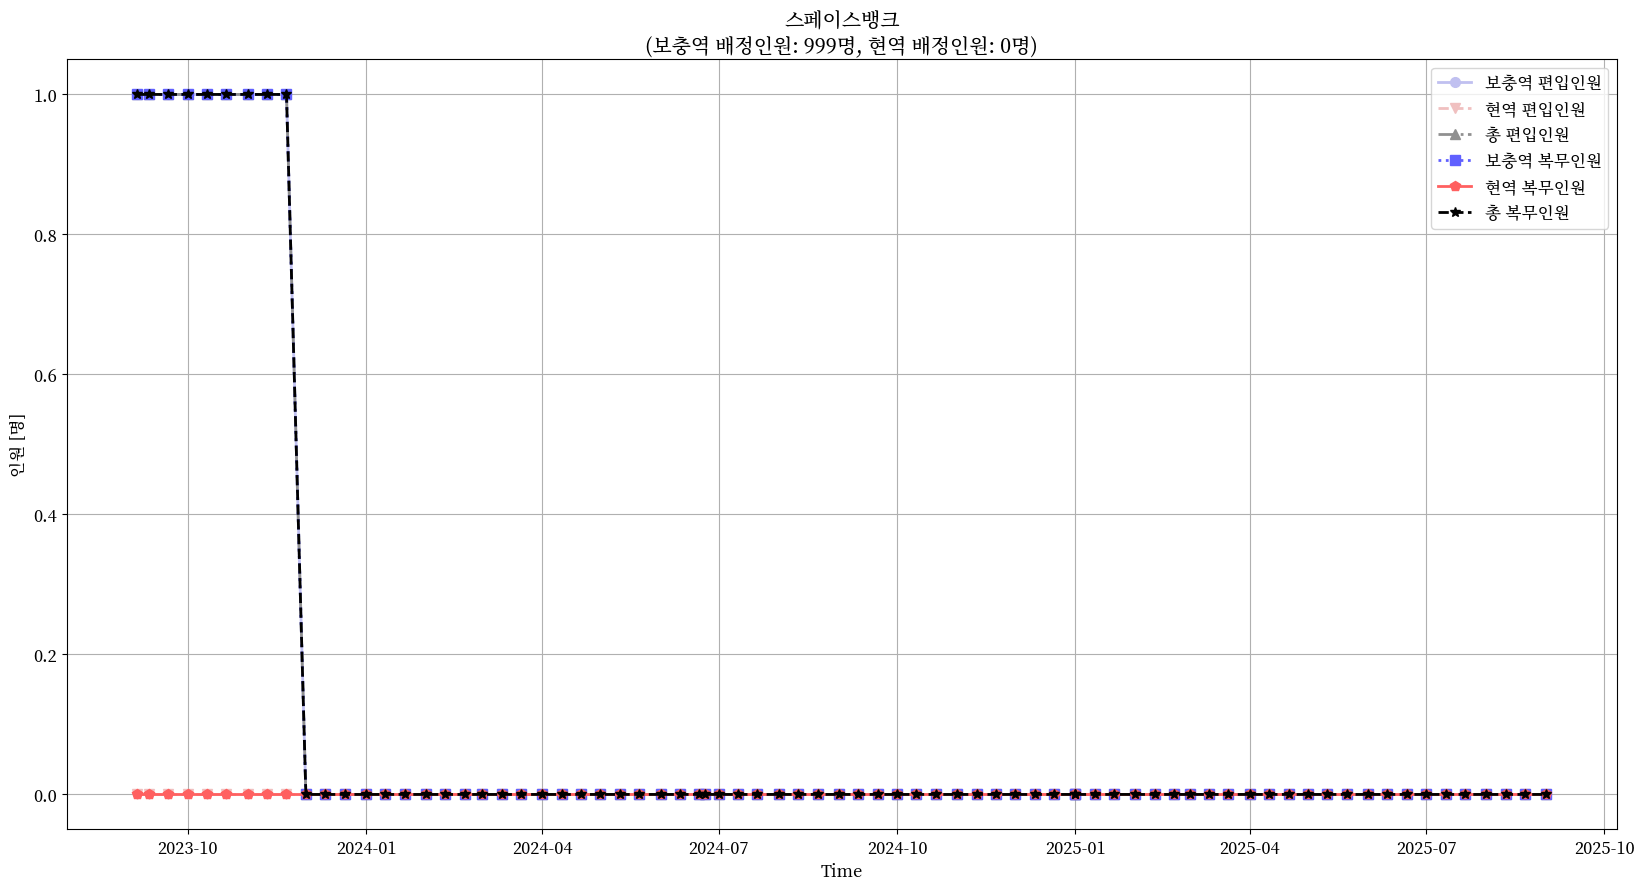 스페이스뱅크
(보충역 배정인원: 999명, 현역 배정인원: 0명)
보충역 편입인원
현역 편입인원
총 편입인원
보충역 복무인원
현역 복무인원
총 복무인원
1.0
0.8
0.6
0.4
0.2
0.0
인원 [명]
2023-10
2024-01
2024-04
2024-07
2024-10
2025-01
2025-04
2025-07
2025-10
Time